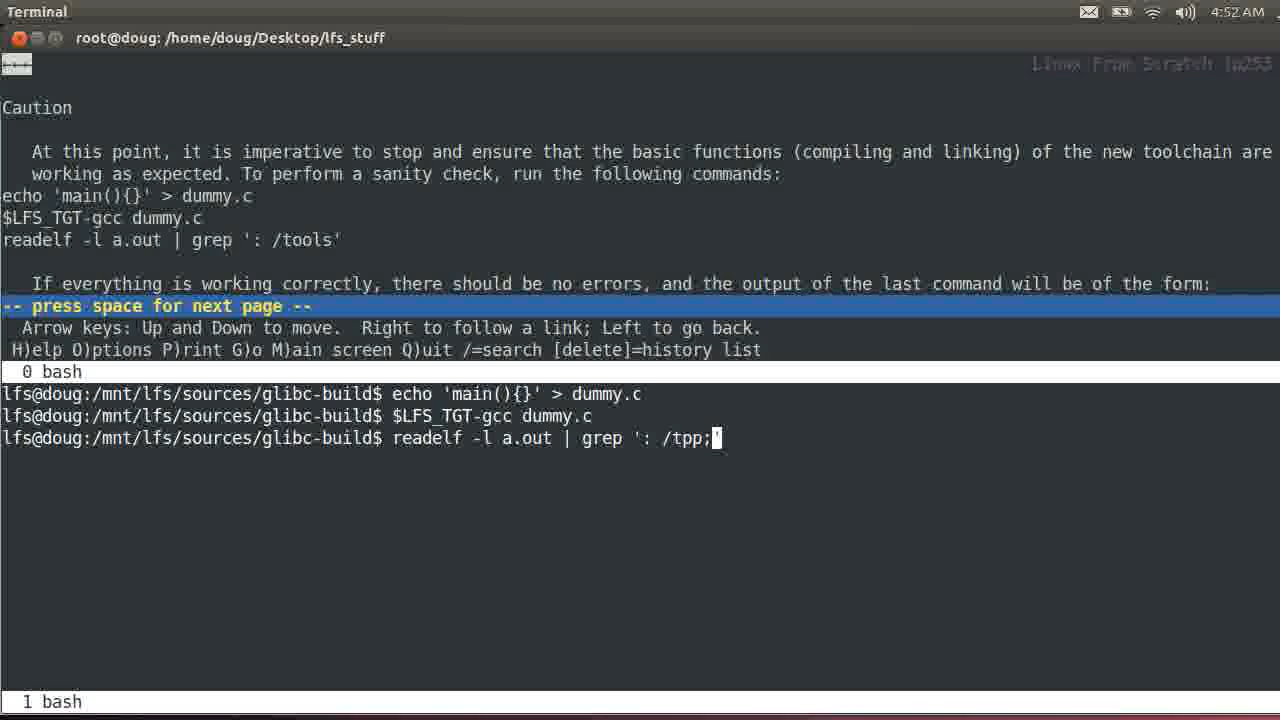 Terminal
4:52 AM
root@doug: /home/doug/Desktop/lfs_stuff
Linux From Scratch (p253
Caution
At this point, it is imperative to stop and ensure that the basic functions (compiling and linking) of the new toolchain are
working as expected. To perform a sanity check, run the following commands:
echo 'main(){}' > dummy.c
$LFS_TGT-gcc dummy.c
readelf -l a.out | grep ': /tools'
If everything is working correctly, there should be no errors, and the output of the last command will be of the form:
-- press space for next page --
Arrow keys: Up and Down to move.  Right to follow a link; Left to go back.
H)elp O)ptions P)rint G)o M)ain screen Q)uit /=search [delete]=history list
0 bash
lfs@doug:/mnt/lfs/sources/glibc-build$ echo 'main(){}' > dummy.c
lfs@doug:/mnt/lfs/sources/glibc-build$ $LFS_TGT-gcc dummy.c
lfs@doug:/mnt/lfs/sources/glibc-build$ readelf -l a.out | grep ': /tpp;'
1 bash